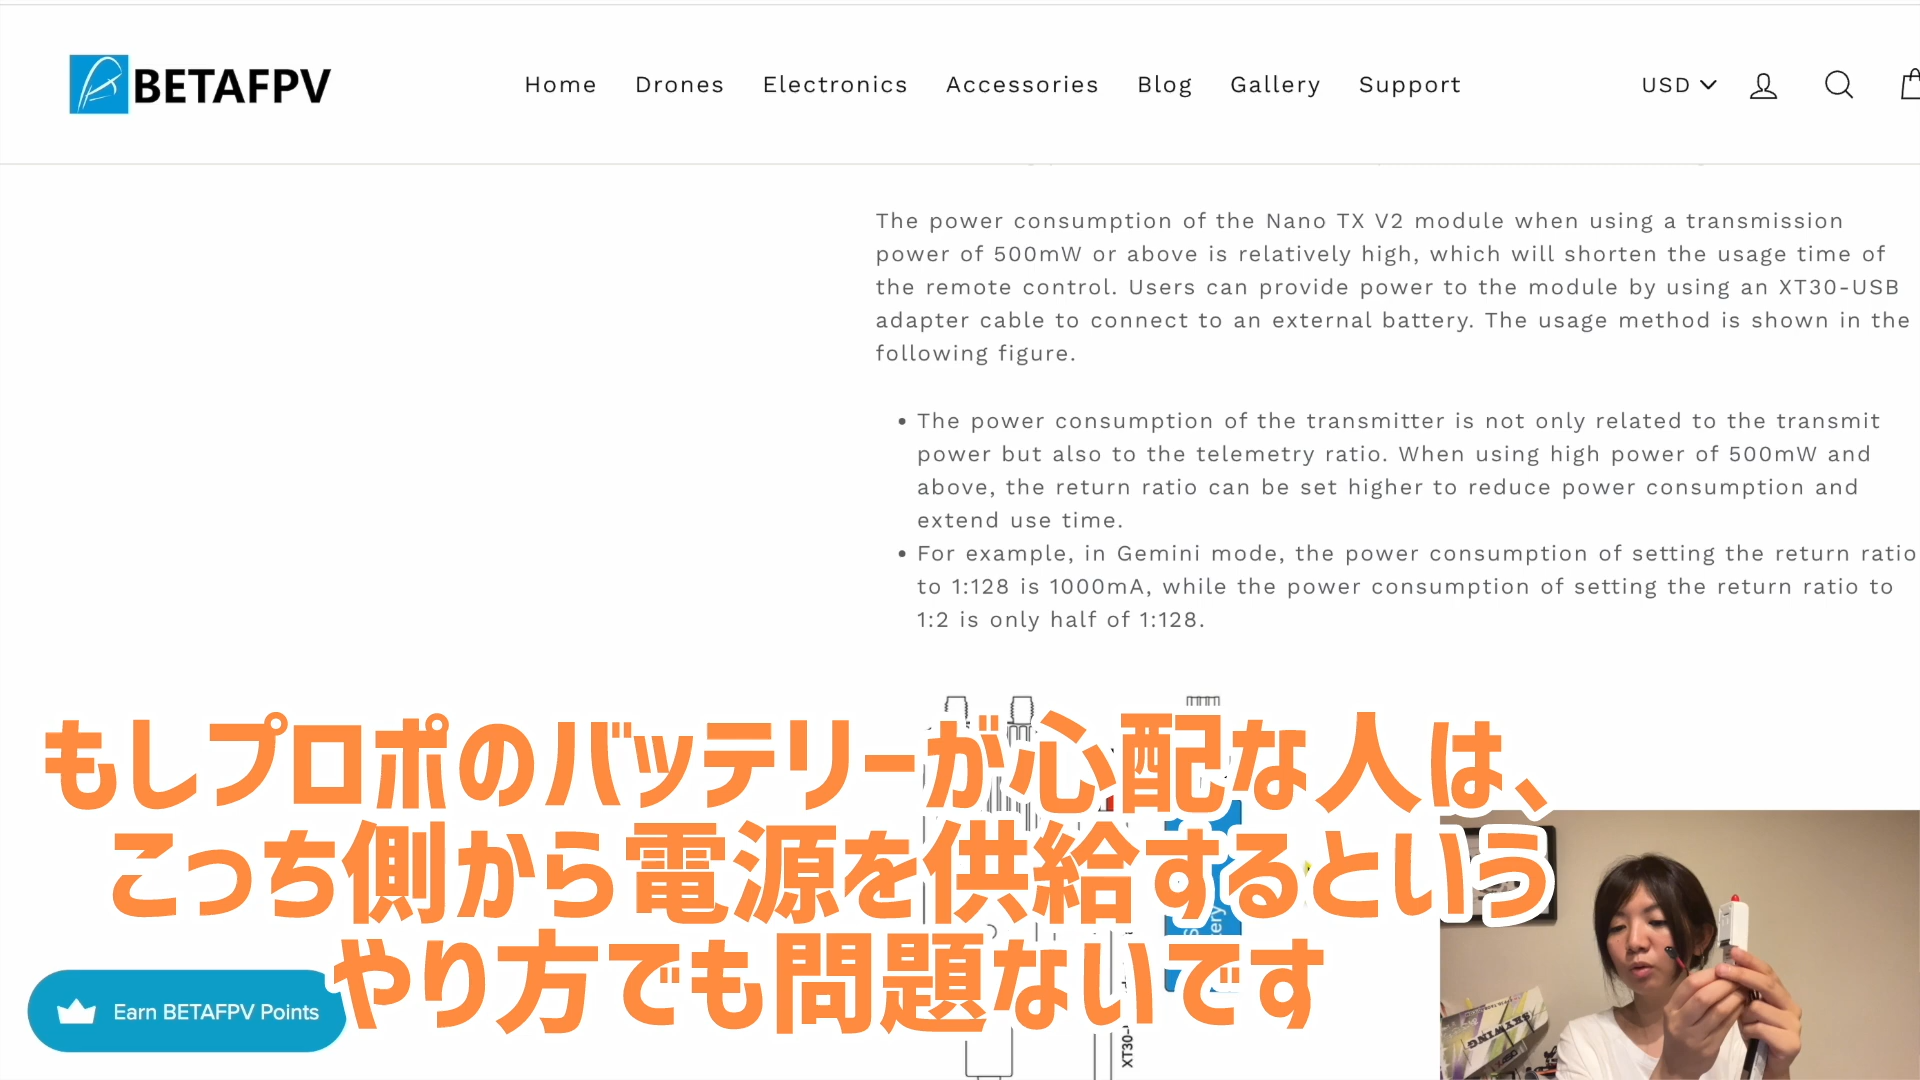 BETAFPV
Home Drones Electronics Accessories Blog Gallery Support
USD
The power consumption of the Nano TX V2 module when using a transmission
power of 500mW or above is relatively high, which will shorten the usage time of
the remote control. Users can provide power to the module by using an XT30-USB
adapter cable to connect to an external battery. The usage method is shown in the
following figure.
• The power consumption of the transmitter is not only related to the transmit
power but also to the telemetry ratio. When using high power of 500mW and
above, the return ratio can be set higher to reduce power consumption and
extend use time.
• For example, in Gemini mode, the power consumption of setting the return ratio
to 1:128 is 1000mA, while the power consumption of setting the return ratio to
1:2 is only half of 1:128.
もしプロポのバッテリーが心配な人は、
こっち側から電源を供給するという
やり方でも問題ないです
Earn BETAFPV Points
XT30-
SKYWING